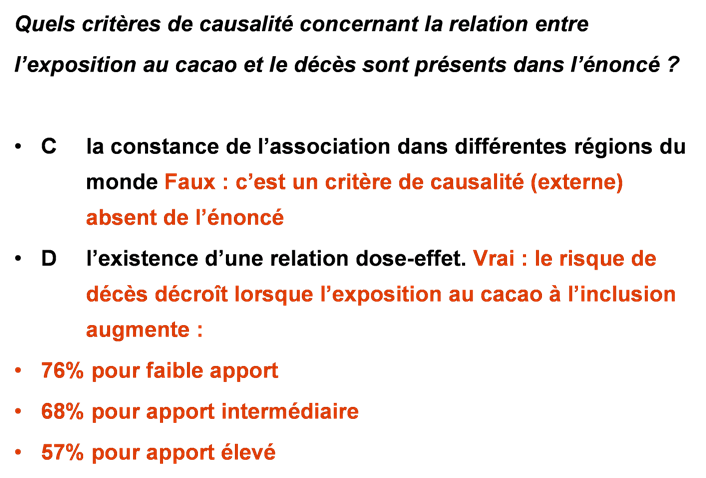 Quels critères de causalité concernant la relation entre
l’exposition au cacao et le décès sont présents dans l’énoncé ?
• C la constance de l’association dans différentes régions du
monde Faux : c’est un critère de causalité (externe)
absent de l’énoncé
• D l’existence d’une relation dose-effet. Vrai : le risque de
décès décroît lorsque l’exposition au cacao à l’inclusion
augmente :
• 76% pour faible apport
• 68% pour apport intermédiaire
• 57% pour apport élevé